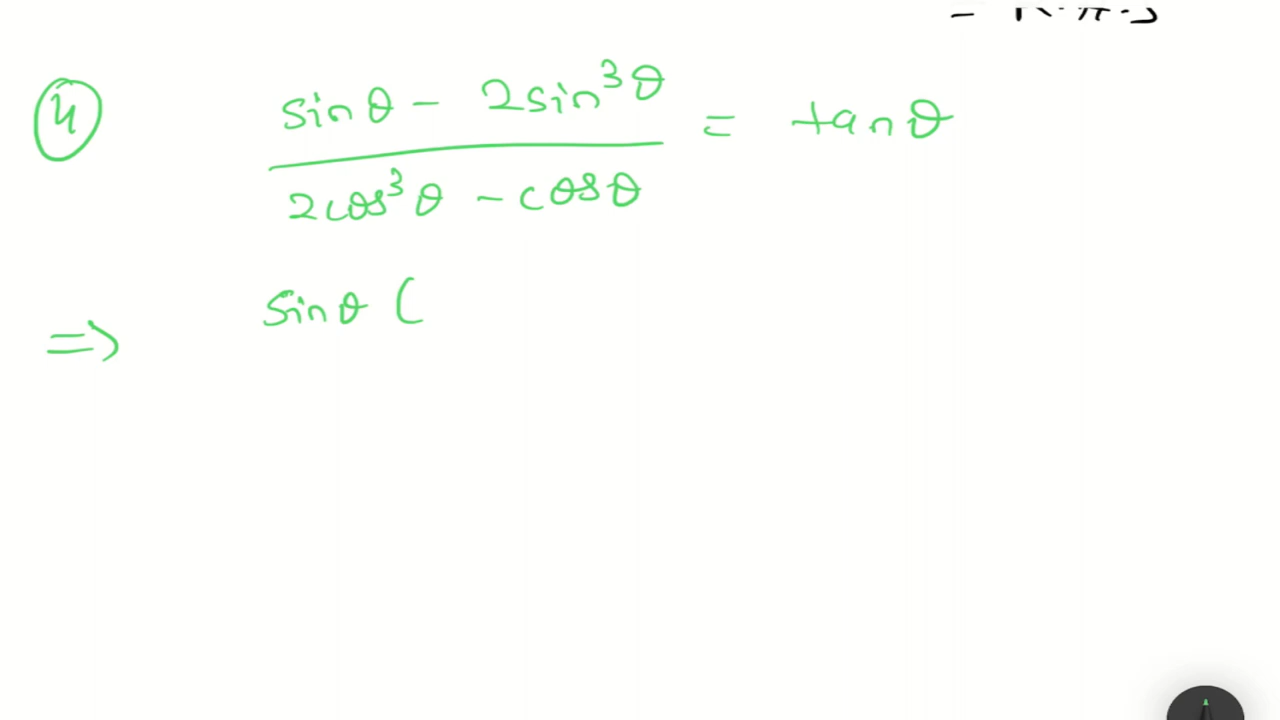 = R.H.S
④ (sinθ - 2sin³θ) / (2cos³θ - cosθ) = tanθ
=> sinθ (